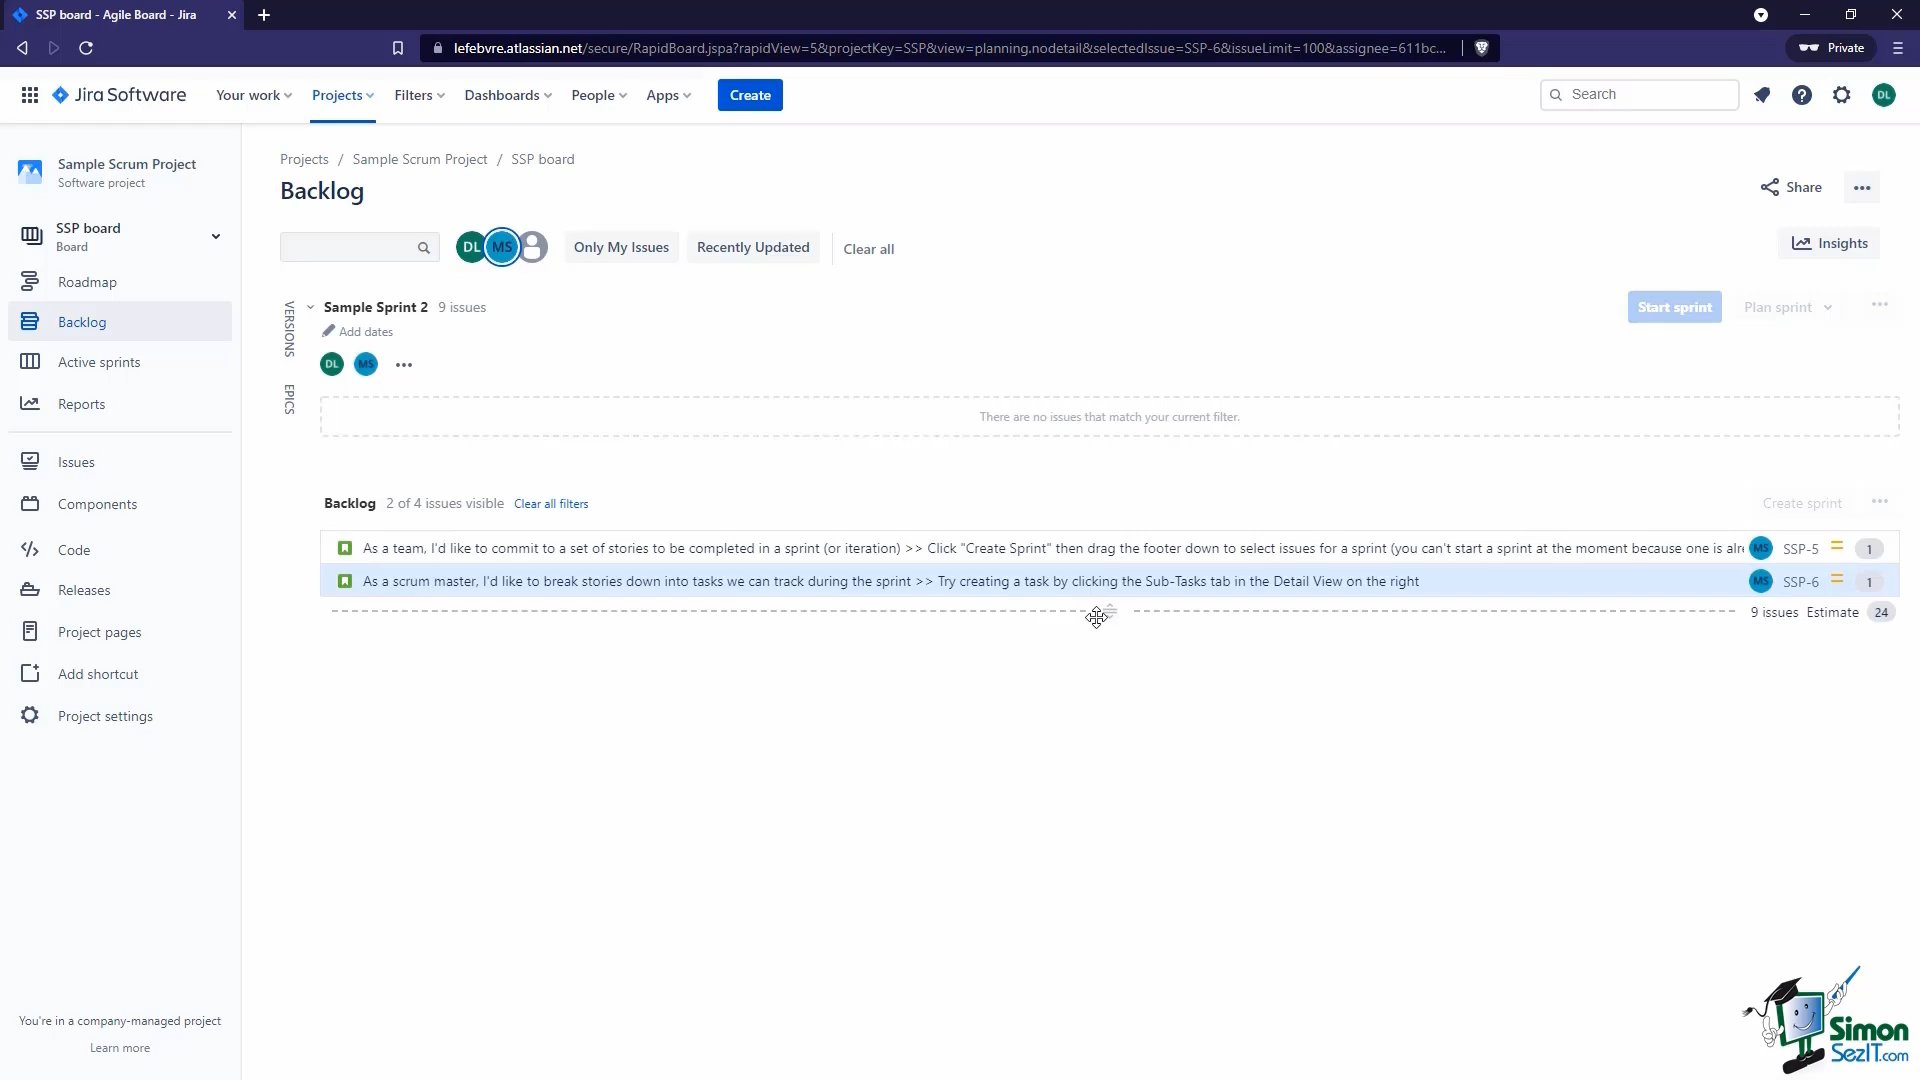 SSP board - Agile Board - Jira
lefebvre.atlassian.net/secure/RapidBoard.jspa?rapidView=5&projectKey=SSP&view=planning.nodetail&selectedIssue=SSP-6&issueLimit=100&assignee=611bc...
Private
Jira Software
Your work
Projects
Filters
Dashboards
People
Apps
Create
Search
DL
Sample Scrum Project
Software project
SSP board
Board
Roadmap
Backlog
Active sprints
Reports
Issues
Components
Code
Releases
Project pages
Add shortcut
Project settings
You're in a company-managed project
Learn more
Projects / Sample Scrum Project / SSP board
Backlog
Share
DL MS
Only My Issues
Recently Updated
Clear all
Insights
VERSIONS
EPICS
Sample Sprint 2 9 issues
Start sprint
Plan sprint
Add dates
DL MS
There are no issues that match your current filter.
Backlog 2 of 4 issues visible Clear all filters
Create sprint
As a team, I'd like to commit to a set of stories to be completed in a sprint (or iteration) >> Click "Create Sprint" then drag the footer down to select issues for a sprint (you can't start a sprint at the moment because one is alre MS SSP-5 1
As a scrum master, I'd like to break stories down into tasks we can track during the sprint >> Try creating a task by clicking the Sub-Tasks tab in the Detail View on the right MS SSP-6 1
9 issues Estimate 24
Simon
SezIT.com